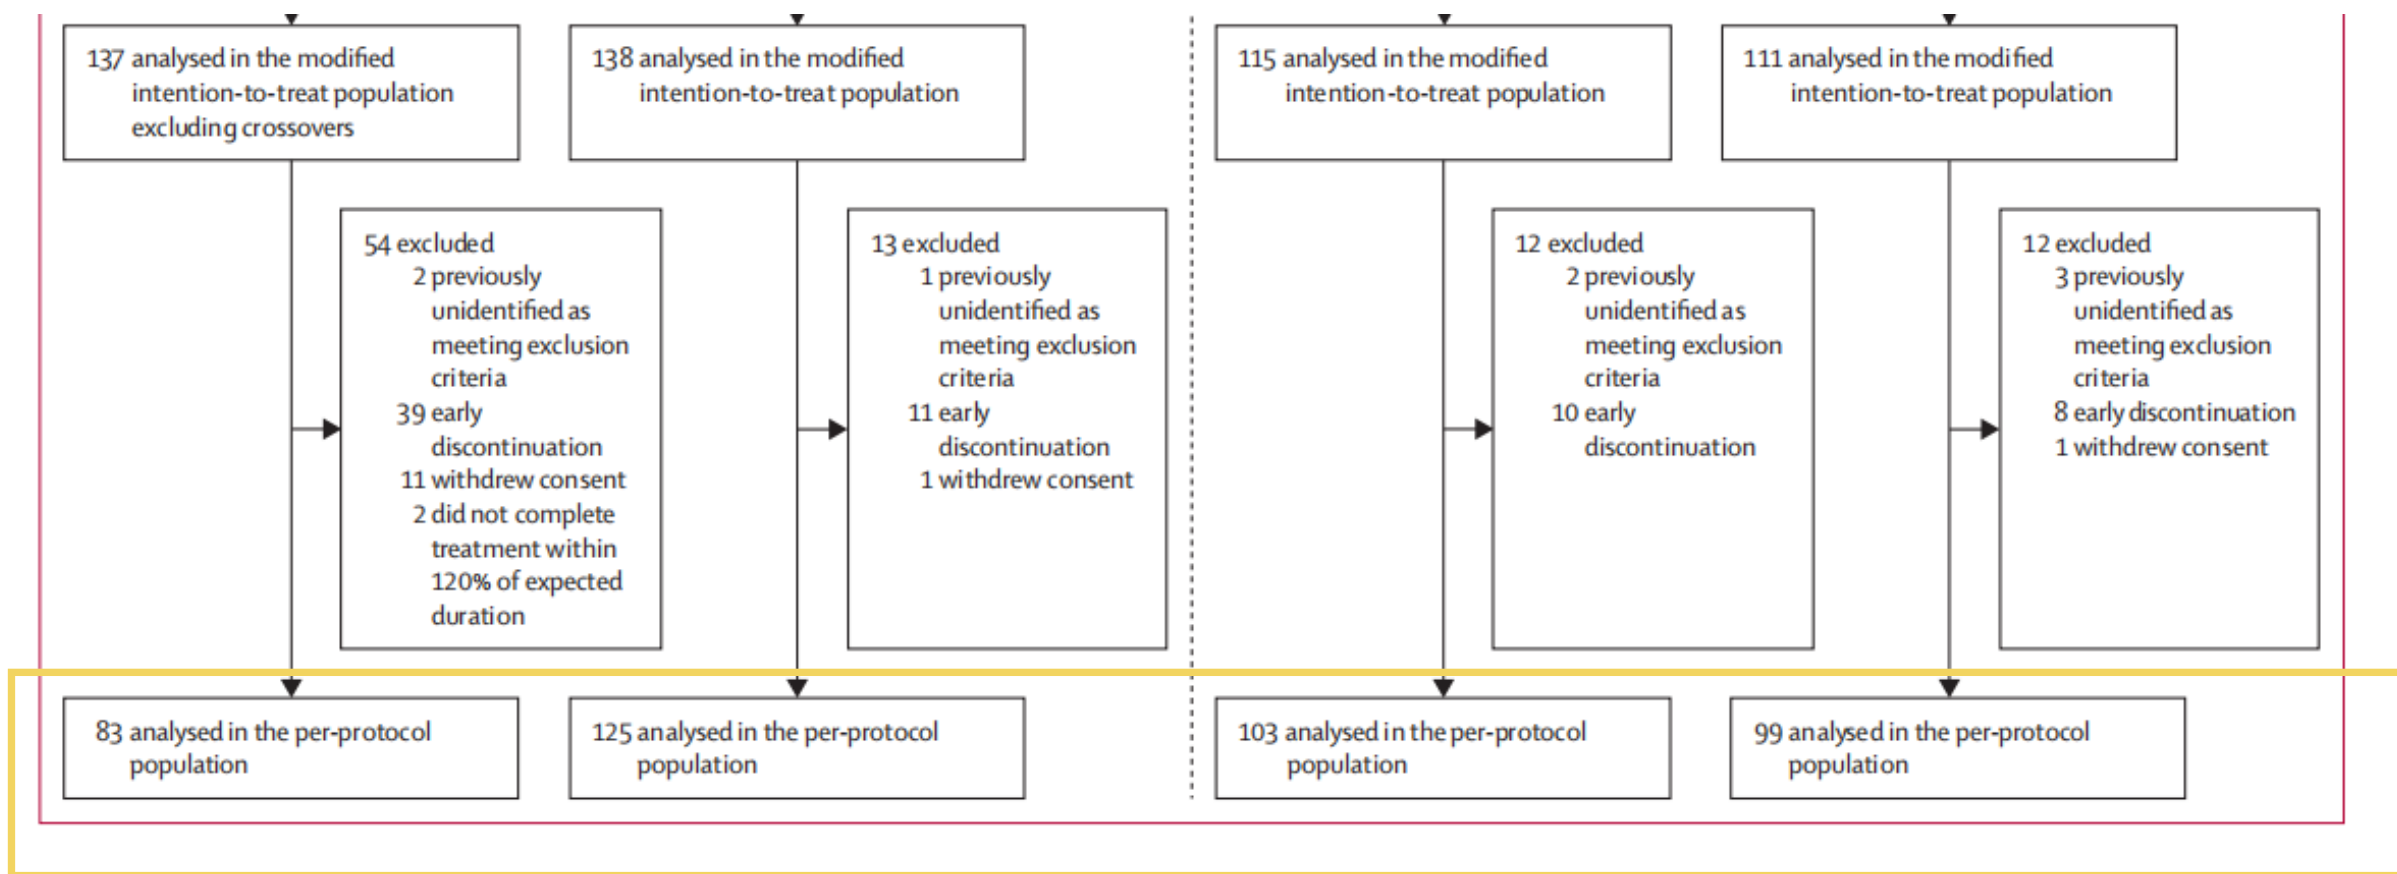 137 analysed in the modified
intention-to-treat population
excluding crossovers
138 analysed in the modified
intention-to-treat population
115 analysed in the modified
intention-to-treat population
111 analysed in the modified
intention-to-treat population
54 excluded
2 previously
unidentified as
meeting exclusion
criteria
39 early
discontinuation
11 withdrew consent
2 did not complete
treatment within
120% of expected
duration
13 excluded
1 previously
unidentified as
meeting exclusion
criteria
11 early
discontinuation
1 withdrew consent
12 excluded
2 previously
unidentified as
meeting exclusion
criteria
10 early
discontinuation
12 excluded
3 previously
unidentified as
meeting exclusion
criteria
8 early discontinuation
1 withdrew consent
83 analysed in the per-protocol
population
125 analysed in the per-protocol
population
103 analysed in the per-protocol
population
99 analysed in the per-protocol
population